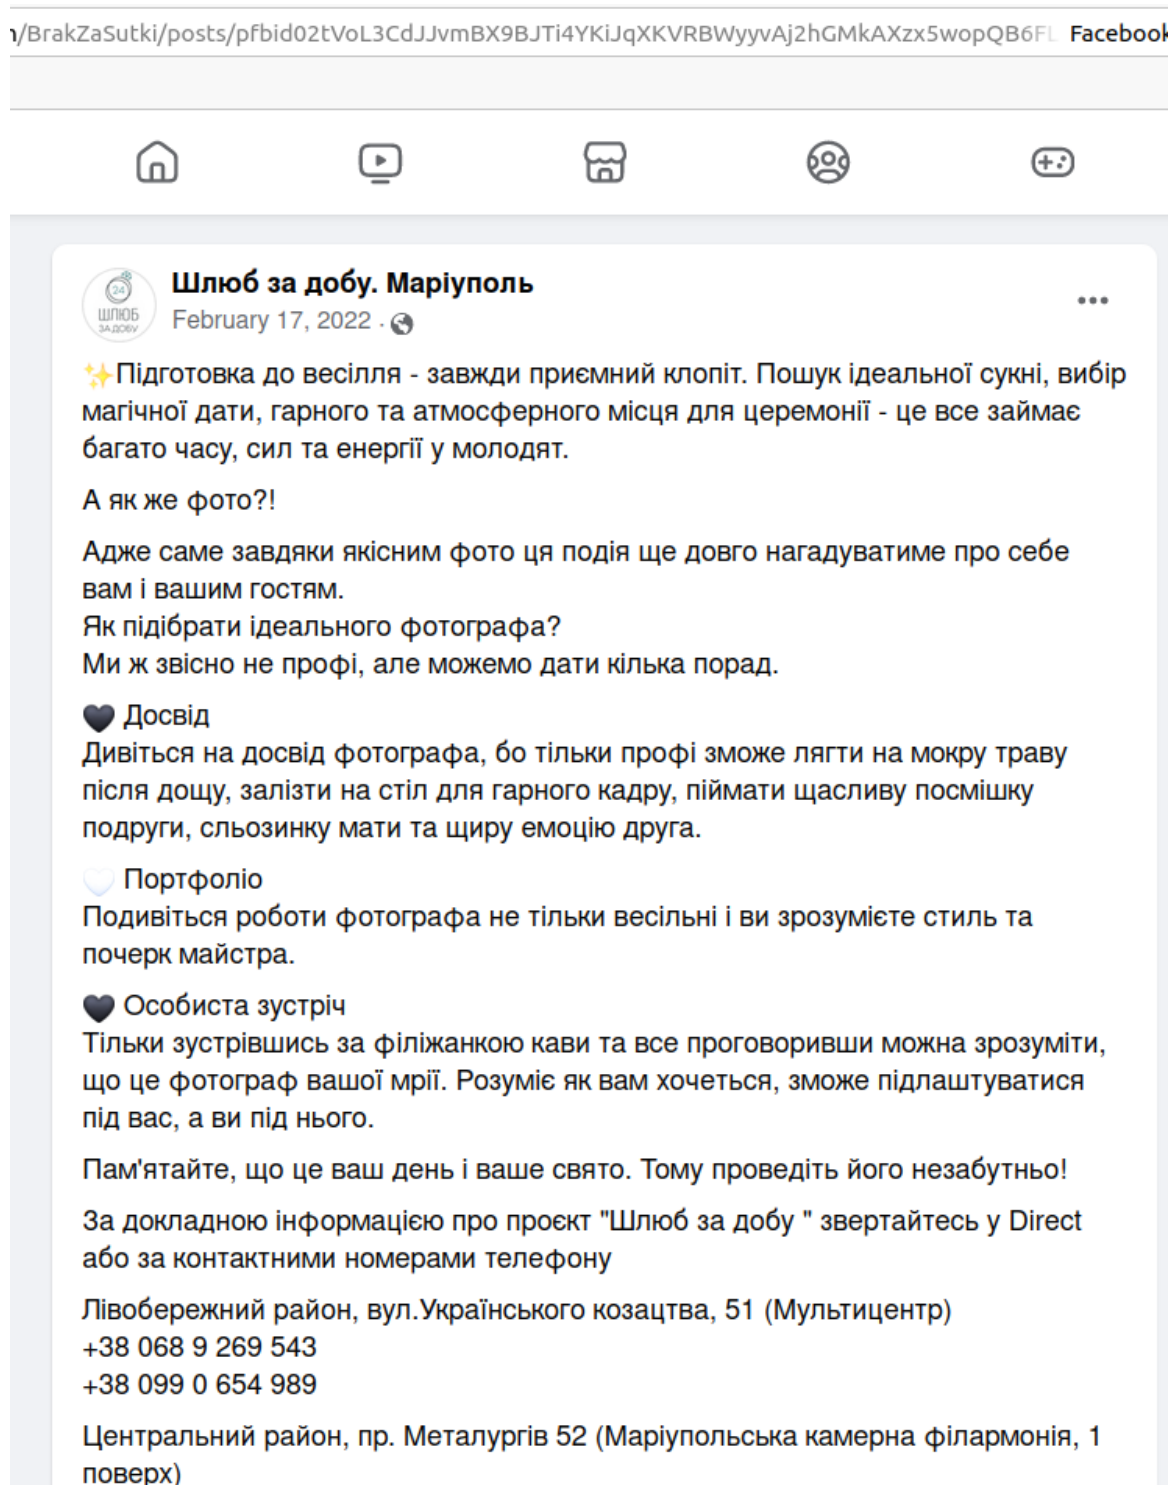 /BrakZaSutki/posts/pfbid02tVoL3CdJJvmBX9BJTi4YKiJqXKVRBWyyvAj2hGMkAXzx5wopQB6FL Facebook
Шлюб за добу. Маріуполь
24
ШЛЮБ
ЗА ДОБУ
February 17, 2022 ·
✨Підготовка до весілля - завжди приємний клопіт. Пошук ідеальної сукні, вибір
магічної дати, гарного та атмосферного місця для церемонії - це все займає
багато часу, сил та енергії у молодят.
А як же фото?!
Адже саме завдяки якісним фото ця подія ще довго нагадуватиме про себе
вам і вашим гостям.
Як підібрати ідеального фотографа?
Ми ж звісно не профі, але можемо дати кілька порад.
🖤 Досвід
Дивіться на досвід фотографа, бо тільки профі зможе лягти на мокру траву
після дощу, залізти на стіл для гарного кадру, піймати щасливу посмішку
подруги, сльозинку мати та щиру емоцію друга.
🤍 Портфоліо
Подивіться роботи фотографа не тільки весільні і ви зрозумієте стиль та
почерк майстра.
🖤 Особиста зустріч
Тільки зустрівшись за філіжанкою кави та все проговоривши можна зрозуміти,
що це фотограф вашої мрії. Розуміє як вам хочеться, зможе підлаштуватися
під вас, а ви під нього.
Пам'ятайте, що це ваш день і ваше свято. Тому проведіть його незабутньо!
За докладною інформацією про проєкт "Шлюб за добу " звертайтесь у Direct
або за контактними номерами телефону
Лівобережний район, вул.Українського козацтва, 51 (Мультицентр)
+38 068 9 269 543
+38 099 0 654 989
Центральний район, пр. Металургів 52 (Маріупольська камерна філармонія, 1
поверх)